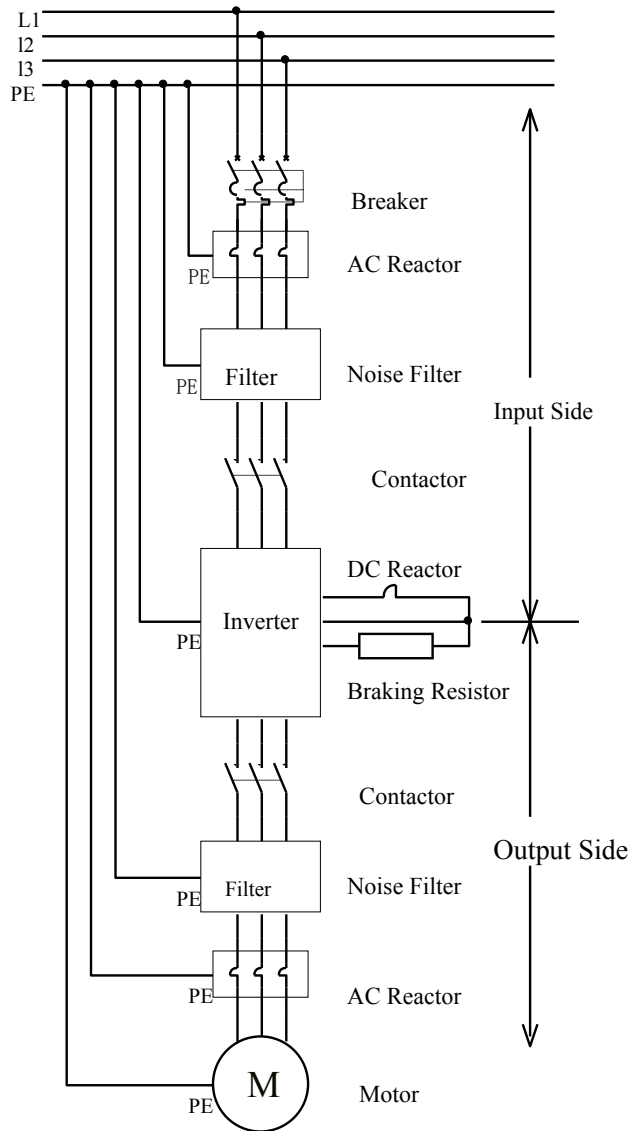 L1
l2
l3
PE
Breaker
AC Reactor
PE
Filter
Noise Filter
PE
Input Side
Contactor
DC Reactor
Inverter
PE
Braking Resistor
Contactor
Output Side
Filter
Noise Filter
PE
PE
AC Reactor
M
Motor
PE